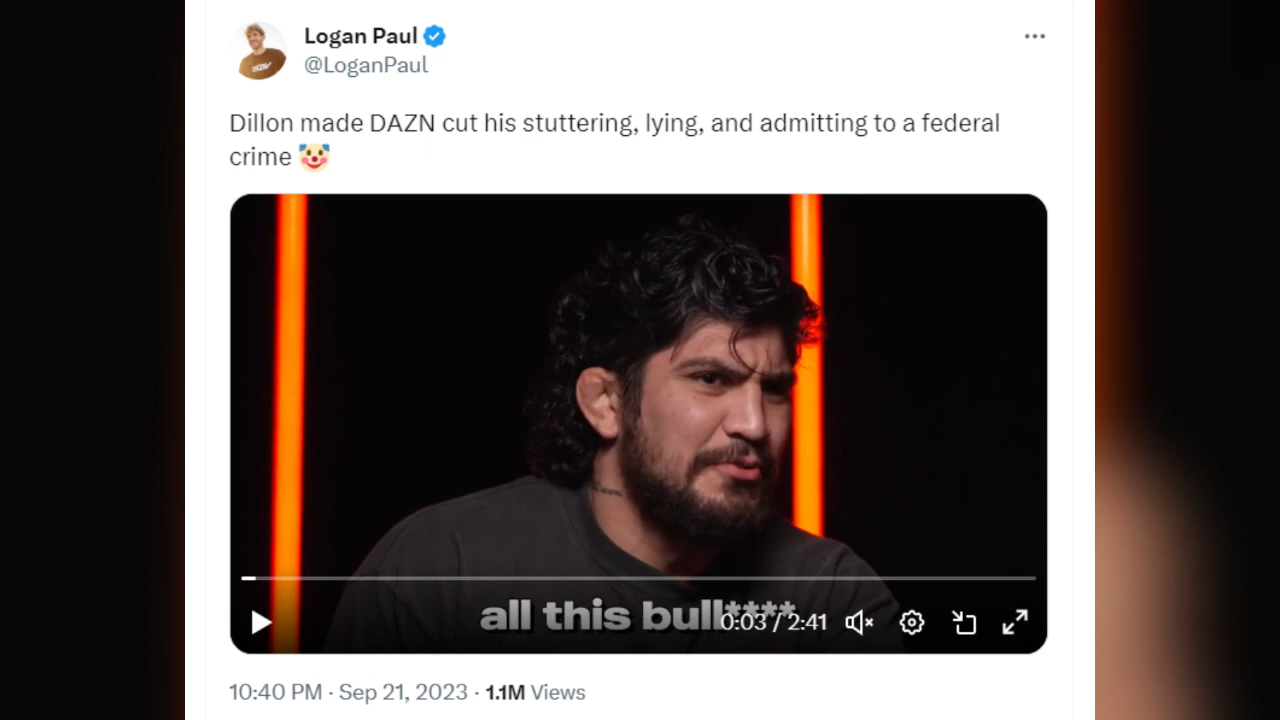 Logan Paul
@LoganPaul
Dillon made DAZN cut his stuttering, lying, and admitting to a federal
crime 🤡
all this bull****
0:03 / 2:41
10:40 PM · Sep 21, 2023 · 1.1M Views